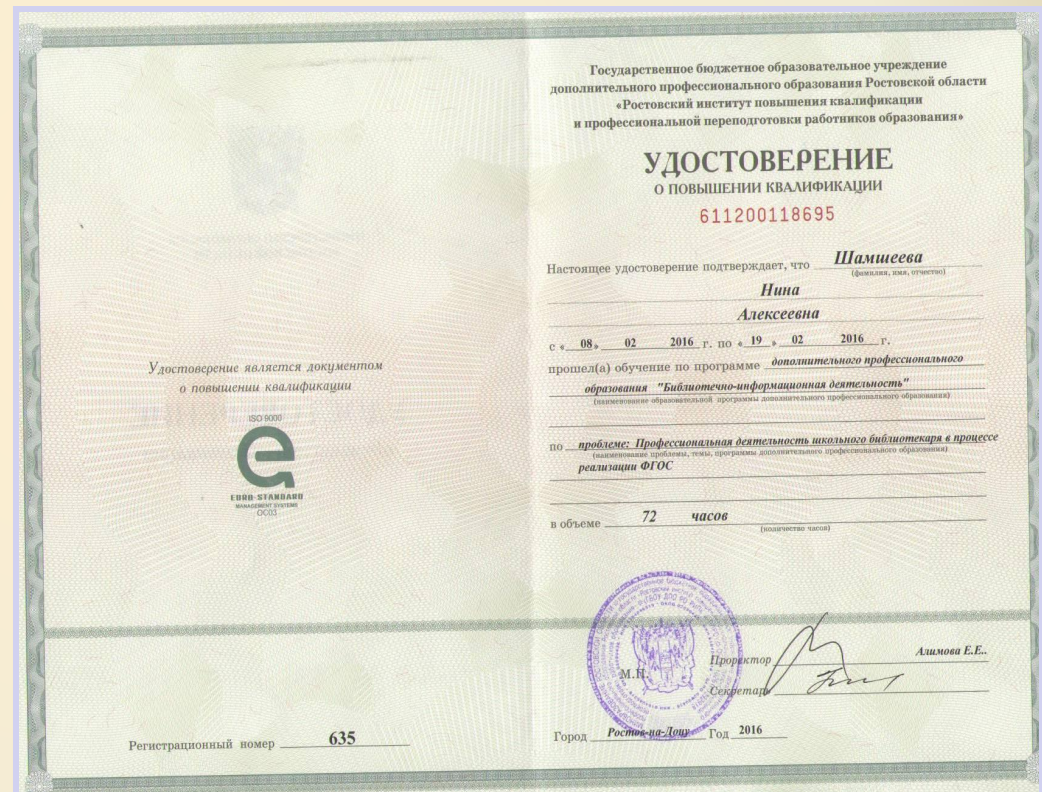 Удостоверение является документом
о повышении квалификации
ISO 9000
EURO-STANDARD
MANAGEMENT SYSTEMS
ОС03
Регистрационный номер 635
Государственное бюджетное образовательное учреждение
дополнительного профессионального образования Ростовской области
«Ростовский институт повышения квалификации
и профессиональной переподготовки работников образования»
УДОСТОВЕРЕНИЕ
О ПОВЫШЕНИИ КВАЛИФИКАЦИИ
611200118695
Настоящее удостоверение подтверждает, что Шамшеева
(фамилия, имя, отчество)
Нина
Алексеевна
с «08» 02 2016 г. по «19» 02 2016 г.
прошел(а) обучение по программе дополнительного профессионального
образования "Библиотечно-информационная деятельность"
(наименование образовательной программы дополнительного профессионального образования)
по проблеме: Профессиональная деятельность школьного библиотекаря в процессе
(наименование проблемы, темы, программы дополнительного профессионального образования)
реализации ФГОС
в объеме 72 часов
(количество часов)
Проректор Алимова Е.Е..
М.П.
Секретарь
Город Ростов-на-Дону Год 2016